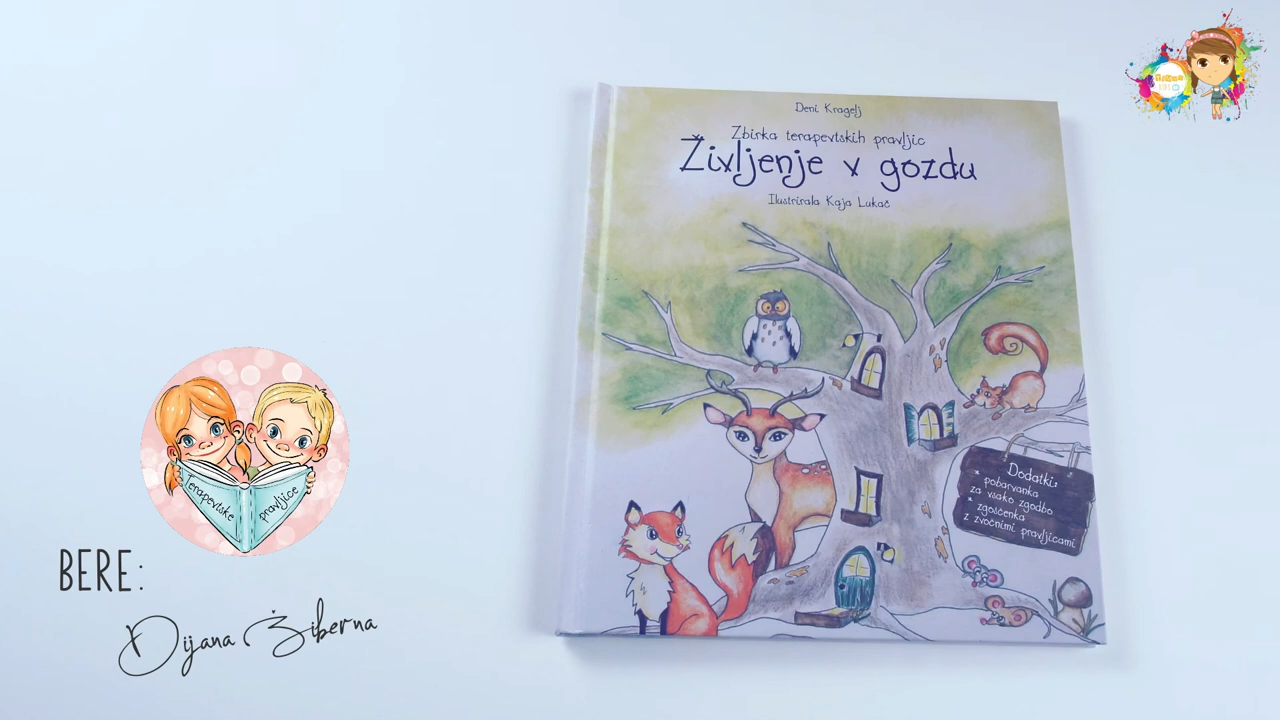 Deni Kragelj
Zbirka terapevtskih pravljic
Življenje v gozdu
Ilustrirala Kaja Lukač
Dodatki:
* pobarvanka
za vsako zgodbo
* zgoščenka
z zvočnimi pravljicami
Terapevtske pravljice
BERE:
Dijana Žiberna